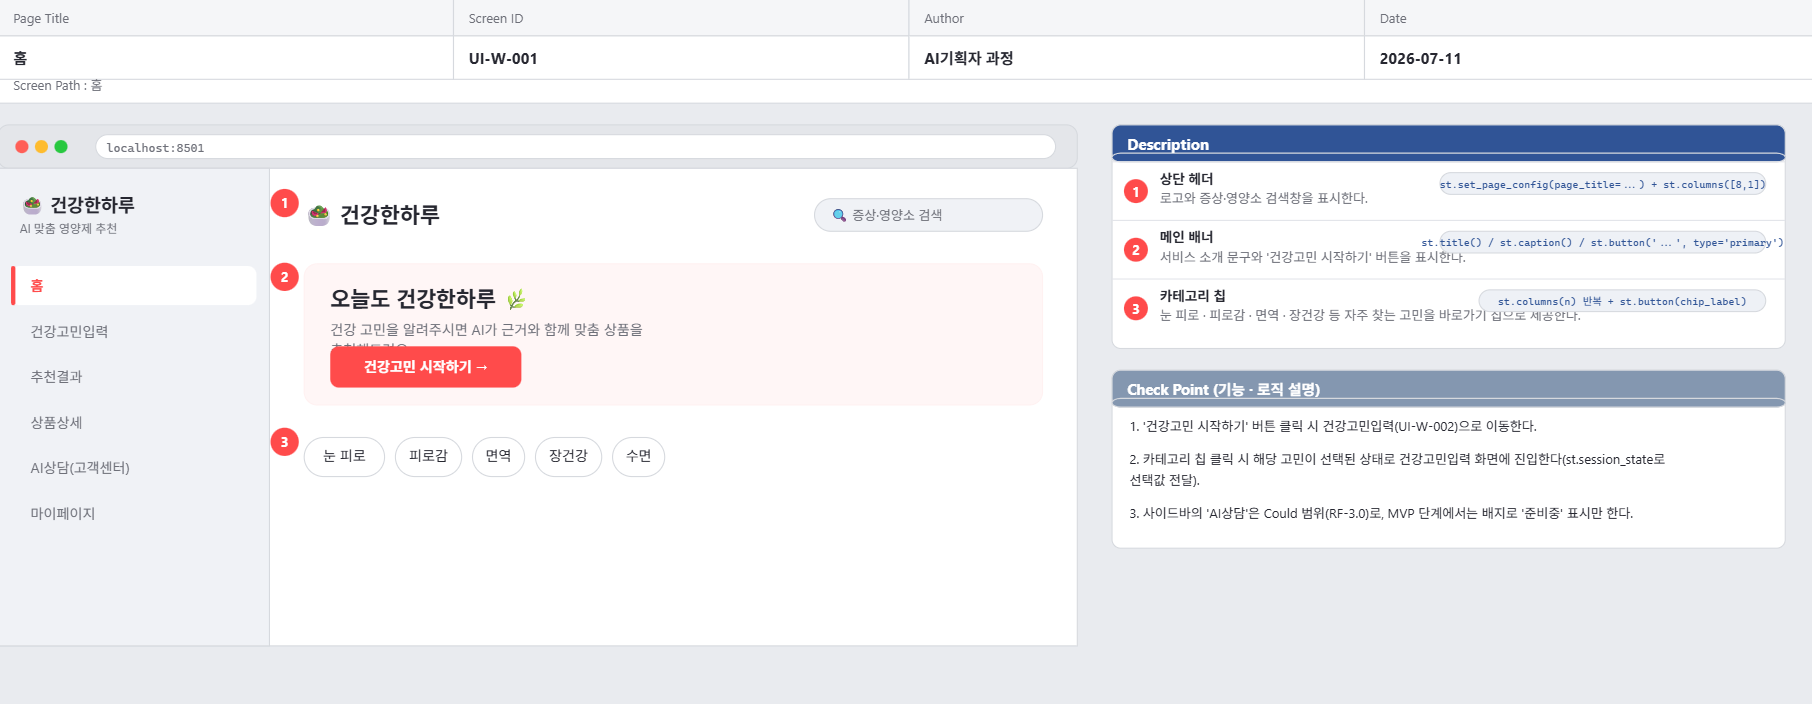 Page Title
Screen ID
Author
Date
홈
UI-W-001
AI기획자 과정
2026-07-11
Screen Path : 홈
localhost:8501
건강한하루
AI 맞춤 영양제 추천
홈
건강고민입력
추천결과
상품상세
AI상담(고객센터)
마이페이지
1
건강한하루
증상·영양소 검색
2
오늘도 건강한하루
건강 고민을 알려주시면 AI가 근거와 함께 맞춤 상품을
건강고민 시작하기 →
3
눈 피로
피로감
면역
장건강
수면
Description
1
상단 헤더
st.set_page_config(page_title=...) + st.columns([8,1])
로고와 증상·영양소 검색창을 표시한다.
2
메인 배너
st.title() / st.caption() / st.button('...', type='primary')
서비스 소개 문구와 '건강고민 시작하기' 버튼을 표시한다.
3
카테고리 칩
st.columns(n) 반복 + st.button(chip_label)
눈 피로 · 피로감 · 면역 · 장건강 등 자주 찾는 고민을 바로가기 칩으로 제공한다.
Check Point (기능 · 로직 설명)
1. '건강고민 시작하기' 버튼 클릭 시 건강고민입력(UI-W-002)으로 이동한다.
2. 카테고리 칩 클릭 시 해당 고민이 선택된 상태로 건강고민입력 화면에 진입한다(st.session_state로
선택값 전달).
3. 사이드바의 'AI상담'은 Could 범위(RF-3.0)로, MVP 단계에서는 배지로 '준비중' 표시만 한다.